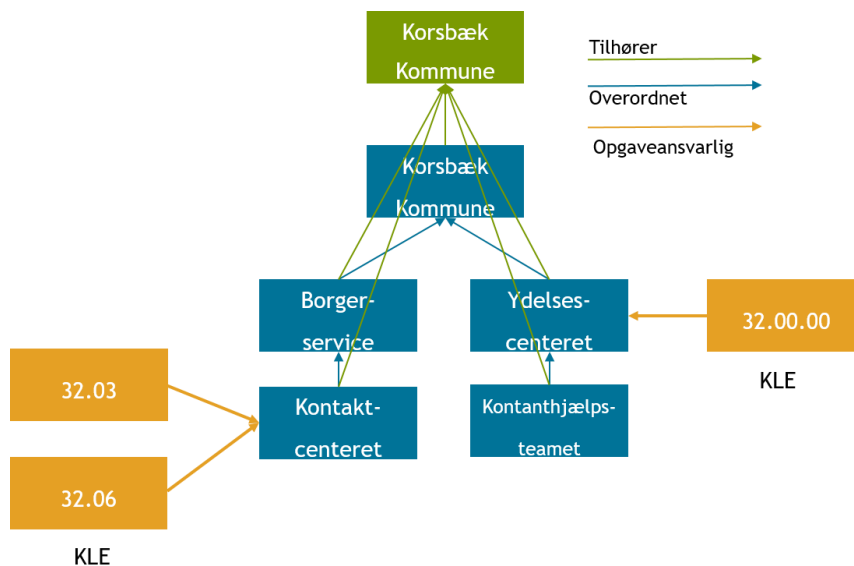 Korsbæk
Kommune
Tilhører
Overordnet
Opgaveansvarlig
Korsbæk
Kommune
Borger-
service
Ydelses-
centeret
32.00.00
KLE
32.03
Kontakt-
centeret
Kontanthjælps-
teamet
32.06
KLE